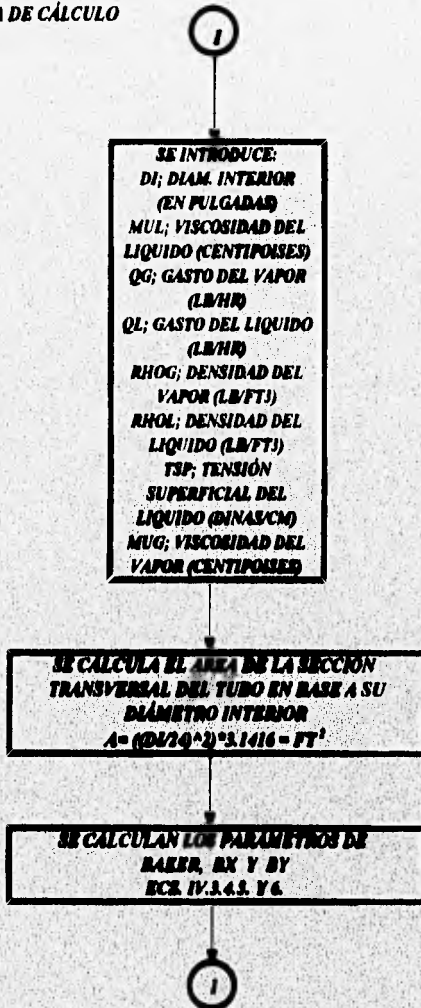 DE CÁLCULO
1
SE INTRODUCE:
DI; DIAM. INTERIOR
(EN PULGADAS)
MUL; VISCOSIDAD DEL
LIQUIDO (CENTIPOISES)
QG; GASTO DEL VAPOR
(LB/HR)
QL; GASTO DEL LIQUIDO
(LB/HR)
RHOG; DENSIDAD DEL
VAPOR (LB/FT3)
RHOL; DENSIDAD DEL
LIQUIDO (LB/FT3)
TSP; TENSIÓN
SUPERFICIAL DEL
LIQUIDO (DINAS/CM)
MUG; VISCOSIDAD DEL
VAPOR (CENTIPOISES)
SE CALCULA EL AREA DE LA SECCIÓN
TRANSVERSAL DEL TUBO EN BASE A SU
DIÁMETRO INTERIOR
A= ((DI/24)^2)*3.1416 = FT²
SE CALCULAN LOS PARAMETROS DE
BAKER, BX Y BY
ECS. IV.3.4.5. Y 6.
1